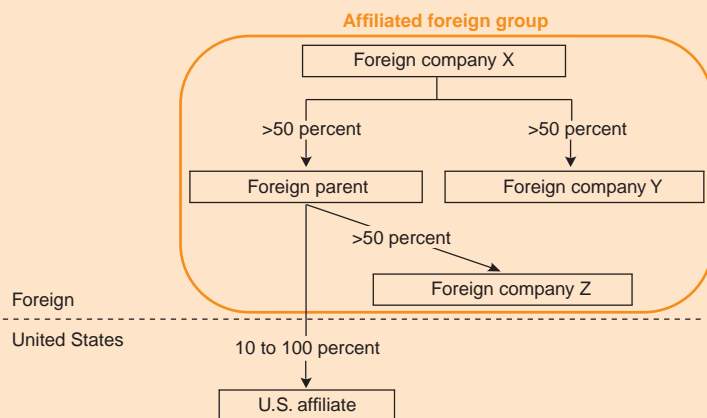 Affiliated foreign group
Foreign company X
>50 percent
>50 percent
Foreign parent
Foreign company Y
>50 percent
Foreign company Z
Foreign
United States
10 to 100 percent
U.S. affiliate